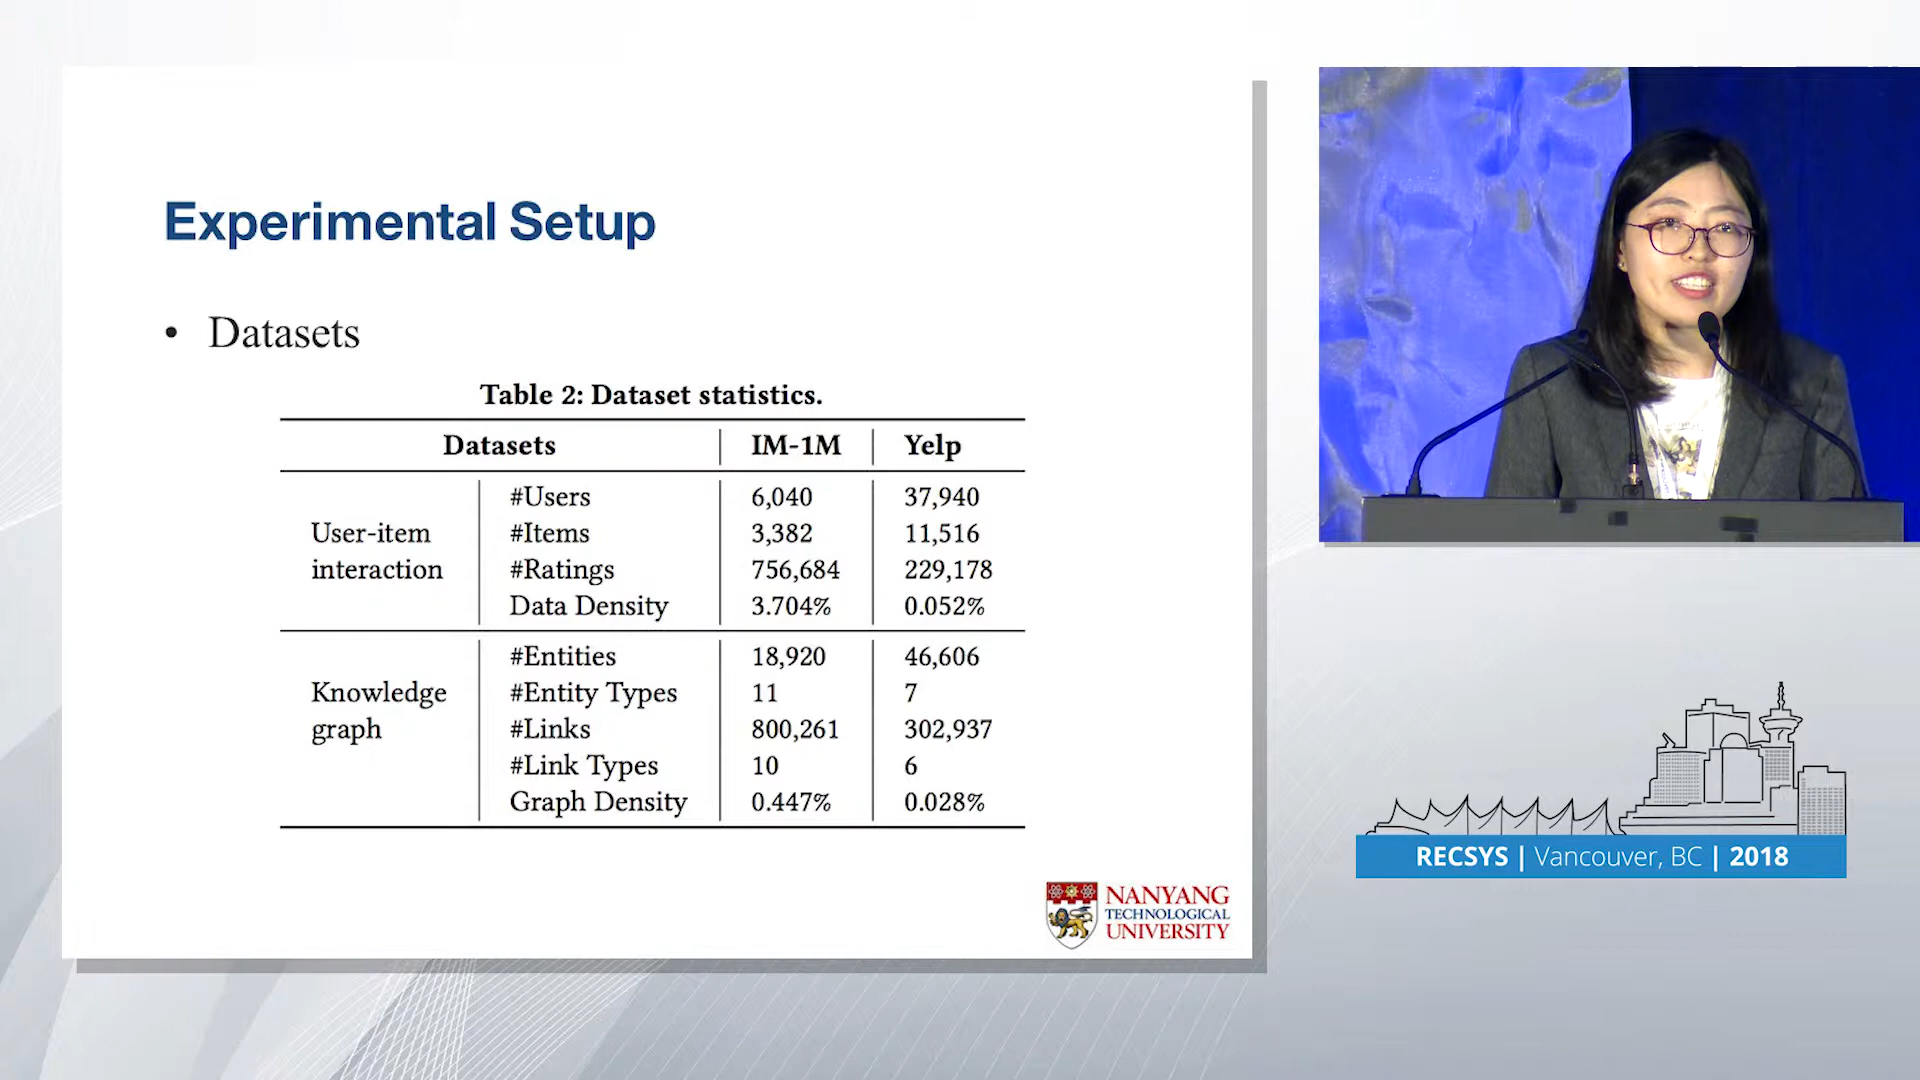 Experimental Setup
• Datasets
Table 2: Dataset statistics.
Datasets IM-1M Yelp
#Users 6,040 37,940
User-item #Items 3,382 11,516
interaction #Ratings 756,684 229,178
Data Density 3.704% 0.052%
#Entities 18,920 46,606
Knowledge #Entity Types 11 7
graph #Links 800,261 302,937
#Link Types 10 6
Graph Density 0.447% 0.028%
NANYANG
TECHNOLOGICAL
UNIVERSITY
RECSYS | Vancouver, BC | 2018